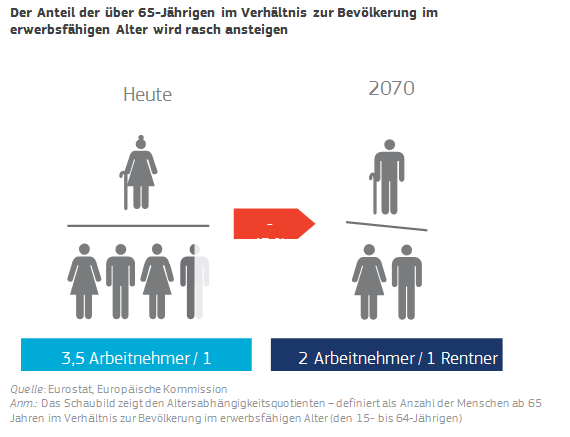 Der Anteil der über 65-Jährigen im Verhältnis zur Bevölkerung im
erwerbsfähigen Alter wird rasch ansteigen
Heute
2070
-
3,5 Arbeitnehmer / 1
2 Arbeitnehmer / 1 Rentner
Quelle: Eurostat, Europäische Kommission
Anm.: Das Schaubild zeigt den Altersabhängigkeitsquotienten – definiert als Anzahl der Menschen ab 65
Jahren im Verhältnis zur Bevölkerung im erwerbsfähigen Alter (den 15- bis 64-Jährigen)